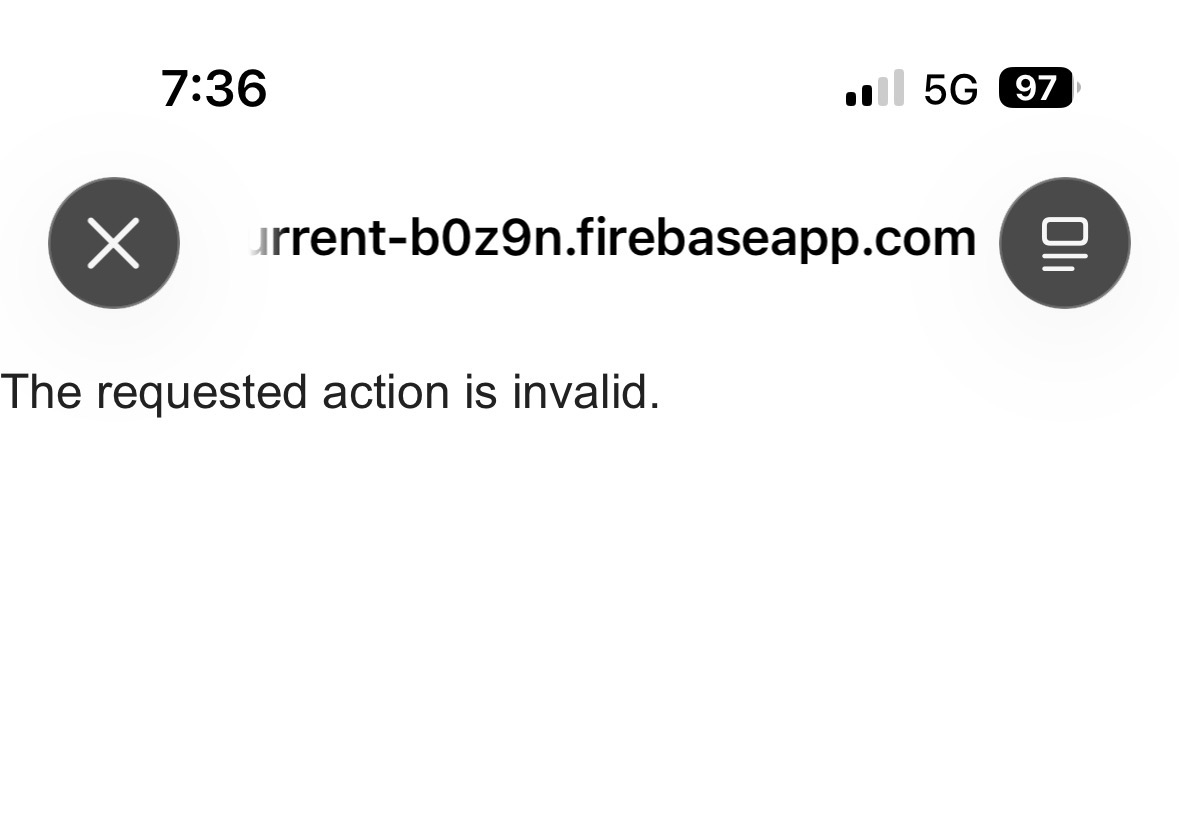 7:36
5G
97
urrent-b0z9n.firebaseapp.com
The requested action is invalid.